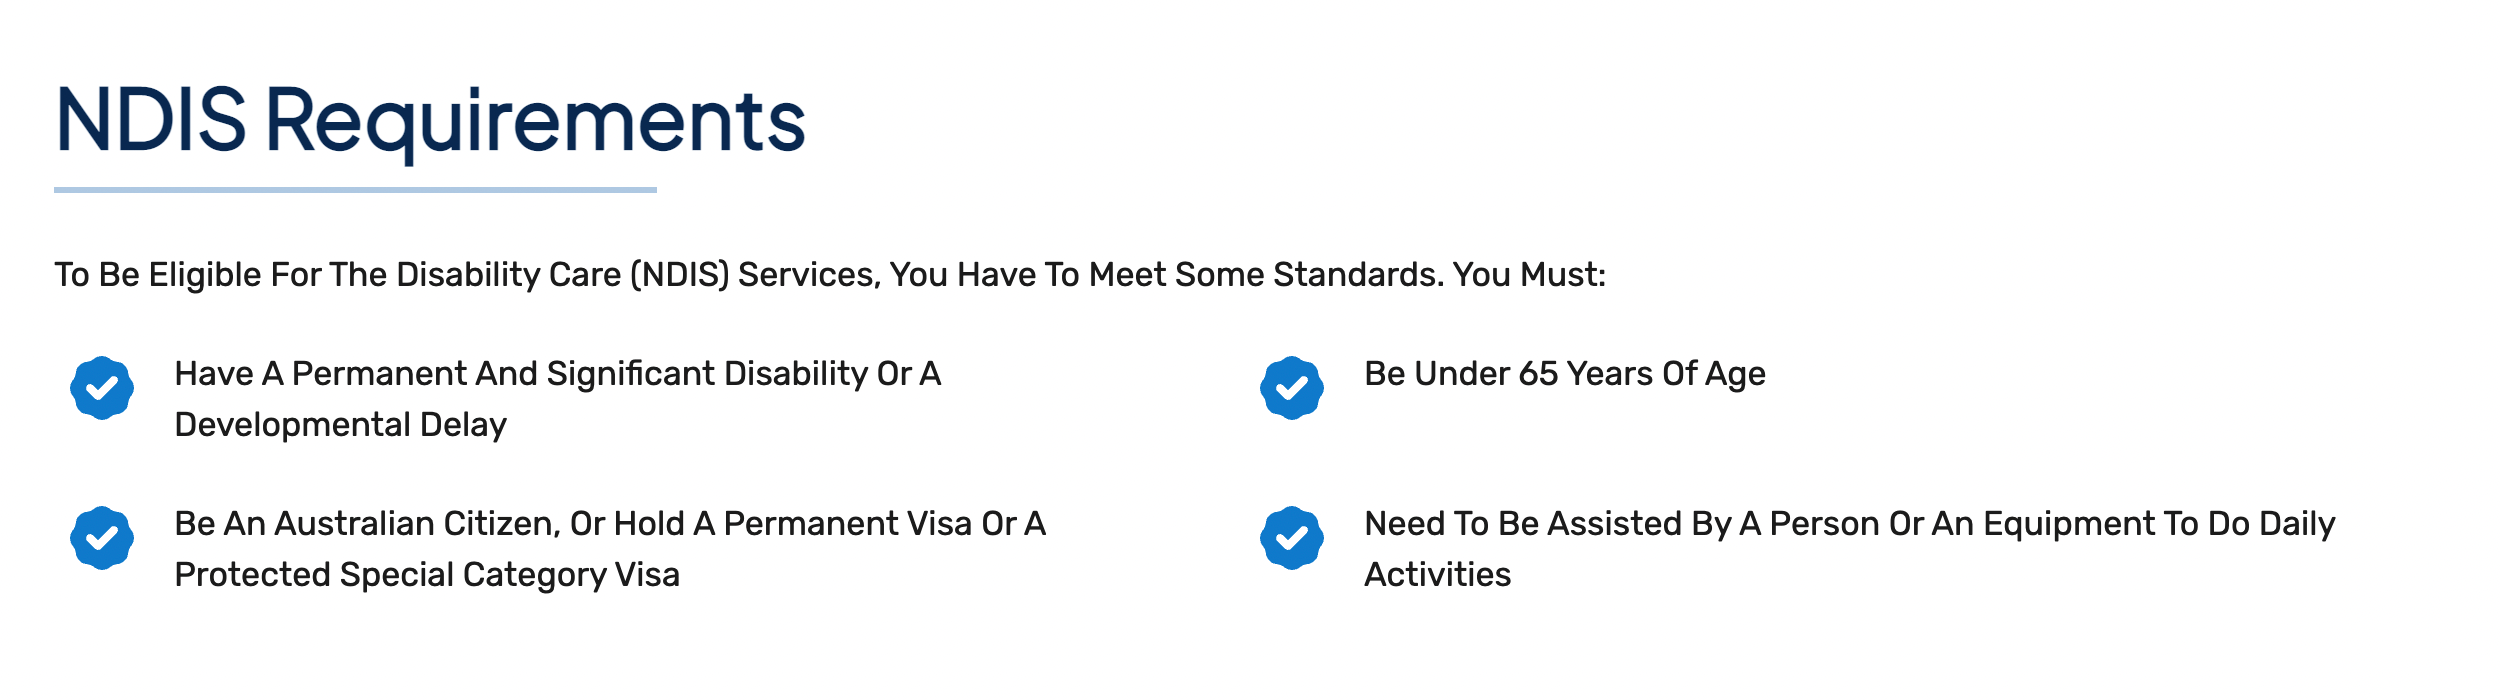 NDIS Requirements
To Be Eligible For The Disability Care (NDIS) Services, You Have To Meet Some Standards. You Must:
Have A Permanent And Significant Disability Or A
Developmental Delay
Be Under 65 Years Of Age
Be An Australian Citizen, Or Hold A Permanent Visa Or A
Protected Special Category Visa
Need To Be Assisted By A Person Or An Equipment To Do Daily
Activities